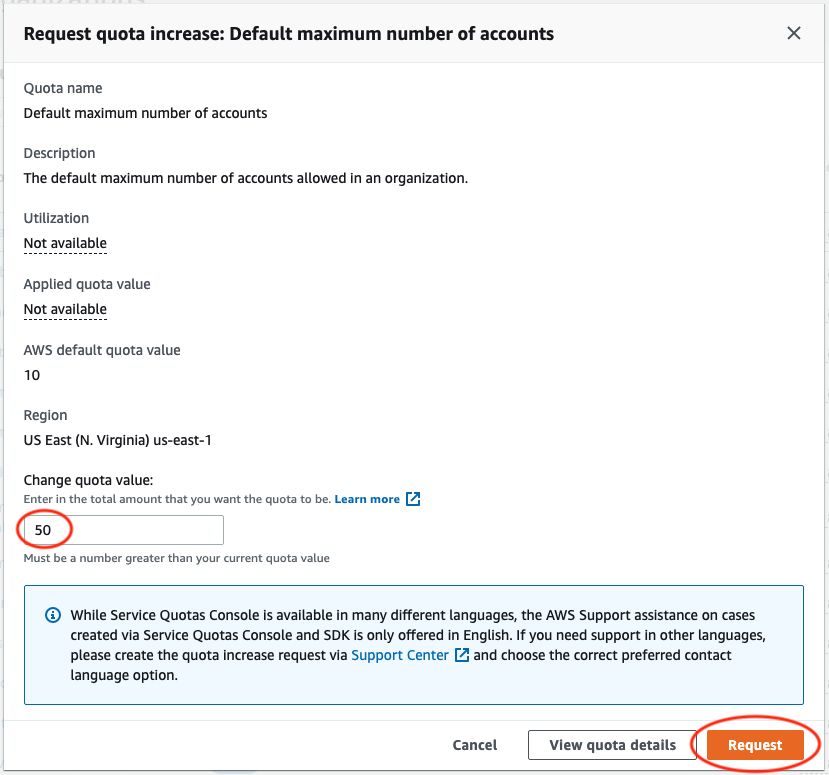 Request quota increase: Default maximum number of accounts
Quota name
Default maximum number of accounts
Description
The default maximum number of accounts allowed in an organization.
Utilization
Not available
Applied quota value
Not available
AWS default quota value
10
Region
US East (N. Virginia) us-east-1
Change quota value:
Enter in the total amount that you want the quota to be. Learn more
50
Must be a number greater than your current quota value
While Service Quotas Console is available in many different languages, the AWS Support assistance on cases
created via Service Quotas Console and SDK is only offered in English. If you need support in other languages,
please create the quota increase request via Support Center and choose the correct preferred contact
language option.
Cancel View quota details Request